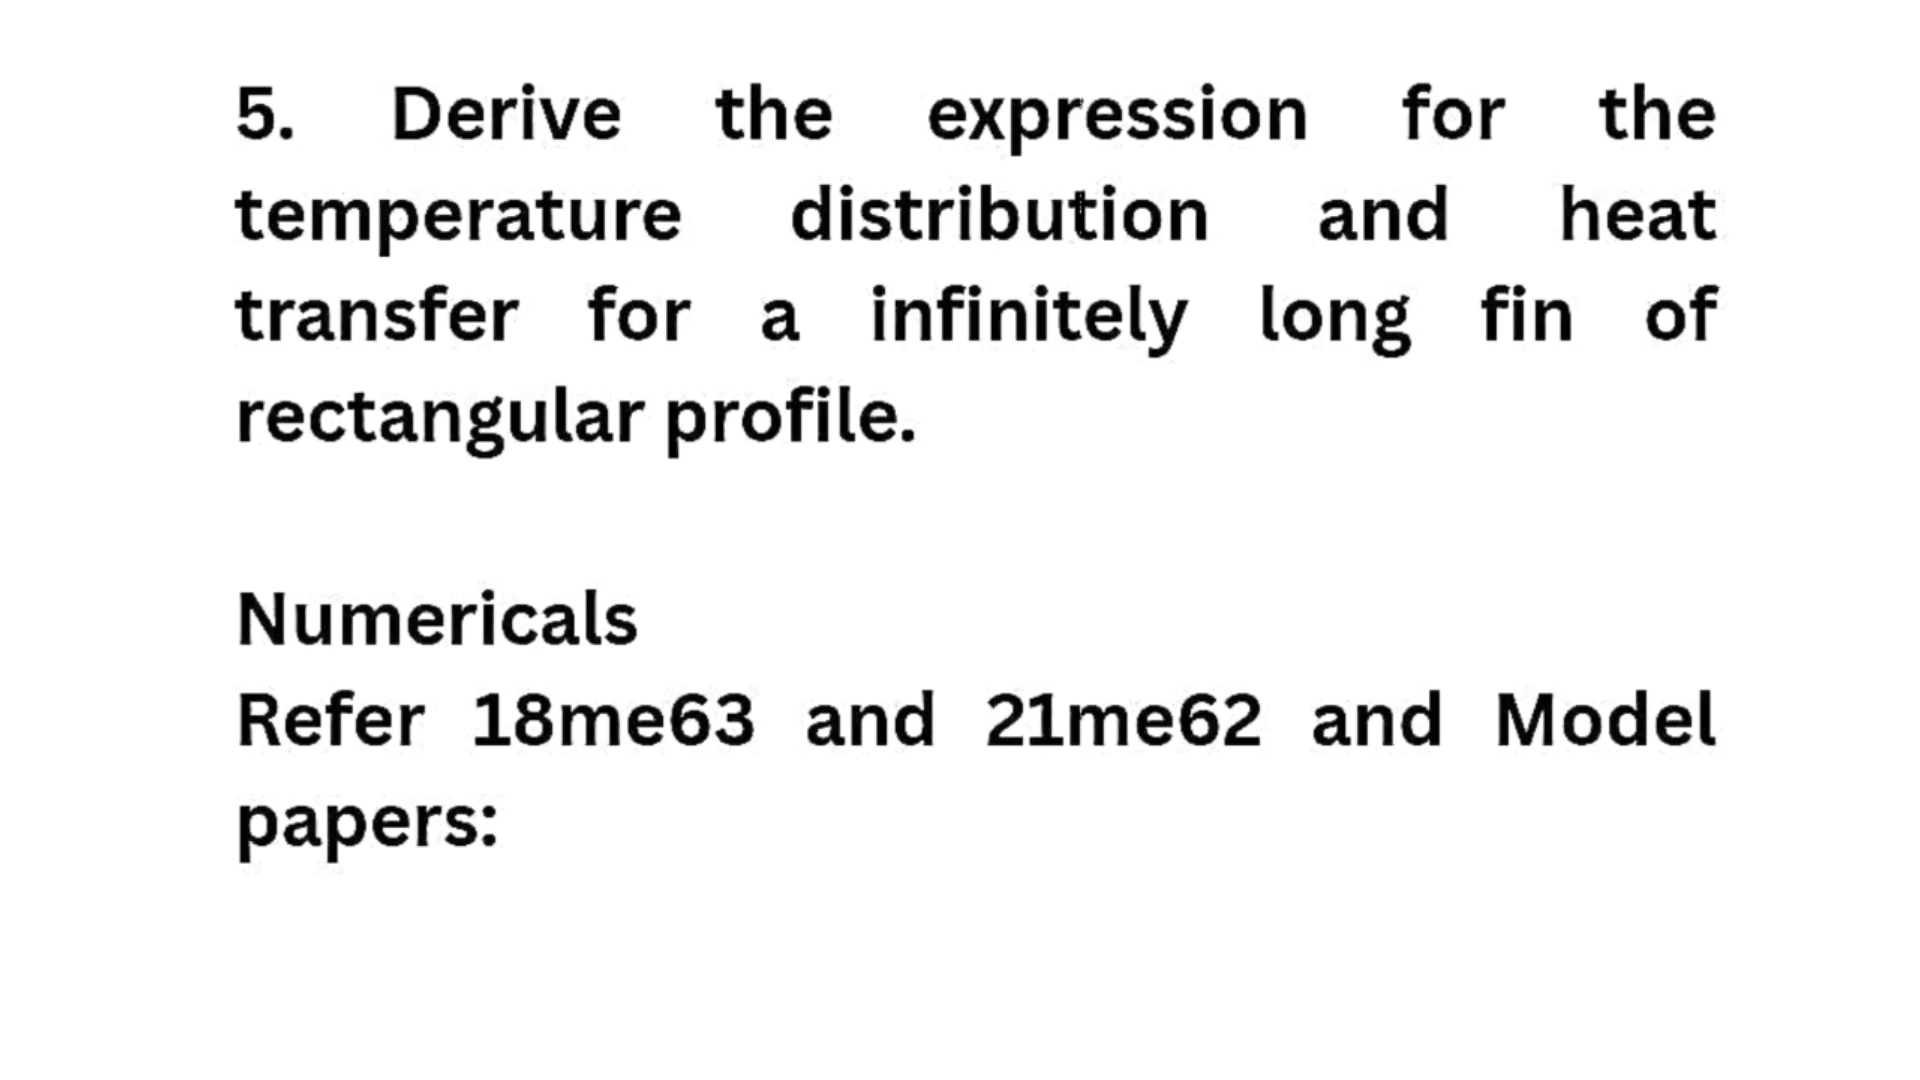 5. Derive the expression for the
temperature distribution and heat
transfer for a infinitely long fin of
rectangular profile.
Numericals
Refer 18me63 and 21me62 and Model
papers: